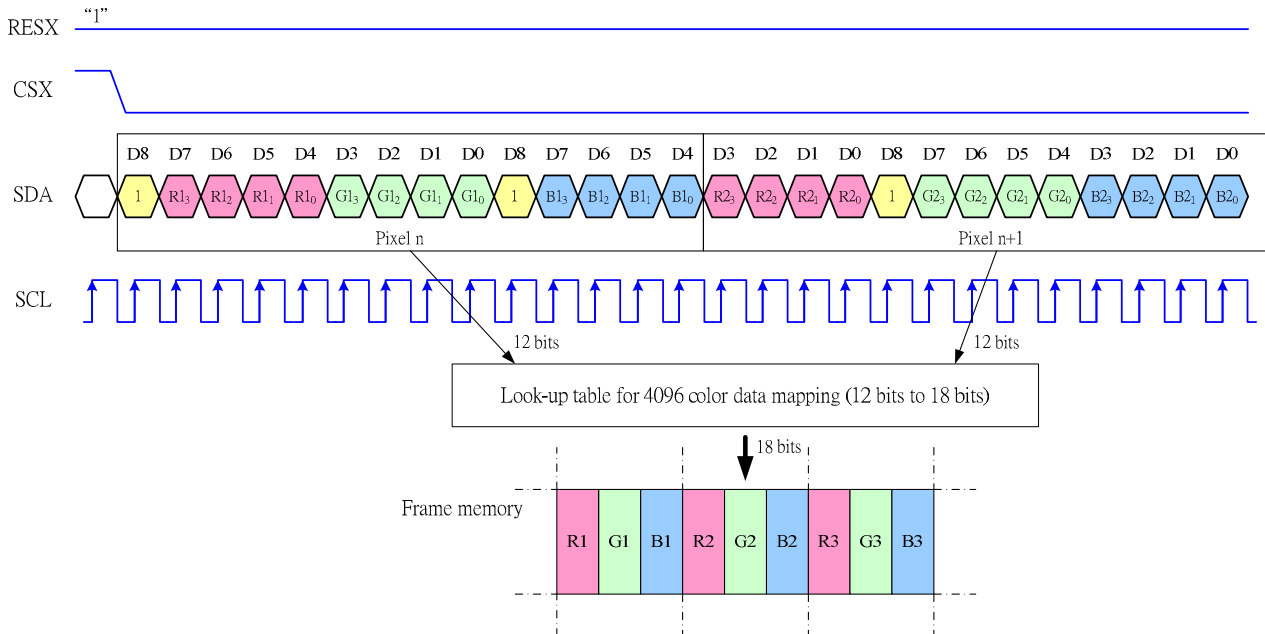 RESX “1”
CSX
D8 D7 D6 D5 D4 D3 D2 D1 D0 D8 D7 D6 D5 D4 D3 D2 D1 D0 D8 D7 D6 D5 D4 D3 D2 D1 D0
SDA 1 R1₃ R1₂ R1₁ R1₀ G1₃ G1₂ G1₁ G1₀ 1 B1₃ B1₂ B1₁ B1₀ R2₃ R2₂ R2₁ R2₀ 1 G2₃ G2₂ G2₁ G2₀ B2₃ B2₂ B2₁ B2₀
Pixel n Pixel n+1
SCL
12 bits 12 bits
Look-up table for 4096 color data mapping (12 bits to 18 bits)
18 bits
Frame memory
R1 G1 B1 R2 G2 B2 R3 G3 B3